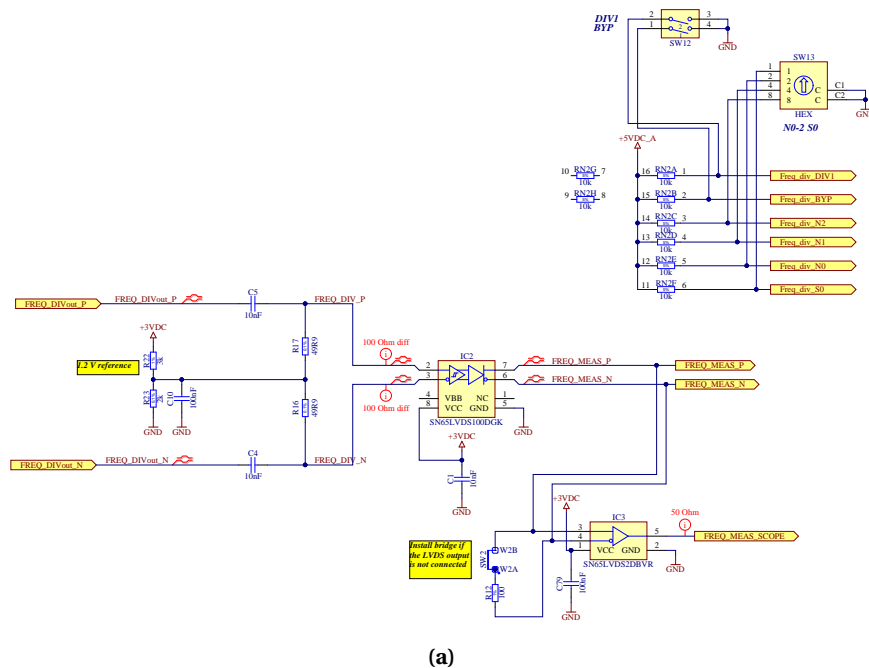 DIV1
BYP
2
1
3
4
2
1
SW12
GND
SW13
1
2
4
8
1
2
4
8
C
C
C1
C2
HEX
GND
N0-2 S0
+5VDC_A
10 RN2G 7
10k
9 RN2H 8
10k
16 RN2A 1
10k
Freq_div_DIV1
15 RN2B 2
10k
Freq_div_BYP
14 RN2C 3
10k
Freq_div_N2
13 RN2D 4
10k
Freq_div_N1
12 RN2E 5
10k
Freq_div_N0
11 RN2F 6
10k
Freq_div_S0
FREQ_DIVout_P
FREQ_DIVout_P
C5
10nF
FREQ_DIV_P
+3VDC
1.2 V reference
R22
3k
R17
49R9
R23
2k
C10
100nF
R16
49R9
GND
GND
FREQ_DIVout_N
FREQ_DIVout_N
C4
10nF
FREQ_DIV_N
100 Ohm diff
i
i
100 Ohm diff
IC2
2
3
7
6
4
8
1
5
VBB
VCC
NC
GND
SN65LVDS100DGK
GND
+3VDC
C1
10nF
GND
FREQ_MEAS_P
FREQ_MEAS_N
FREQ_MEAS_P
FREQ_MEAS_N
Install bridge if
the LVDS output
is not connected
SW2
W2B
W2A
R12
100
+3VDC
C79
100nF
GND
IC3
3
4
1
5
2
VCC GND
SN65LVDS2DBVR
GND
50 Ohm
i
FREQ_MEAS_SCOPE
(a)